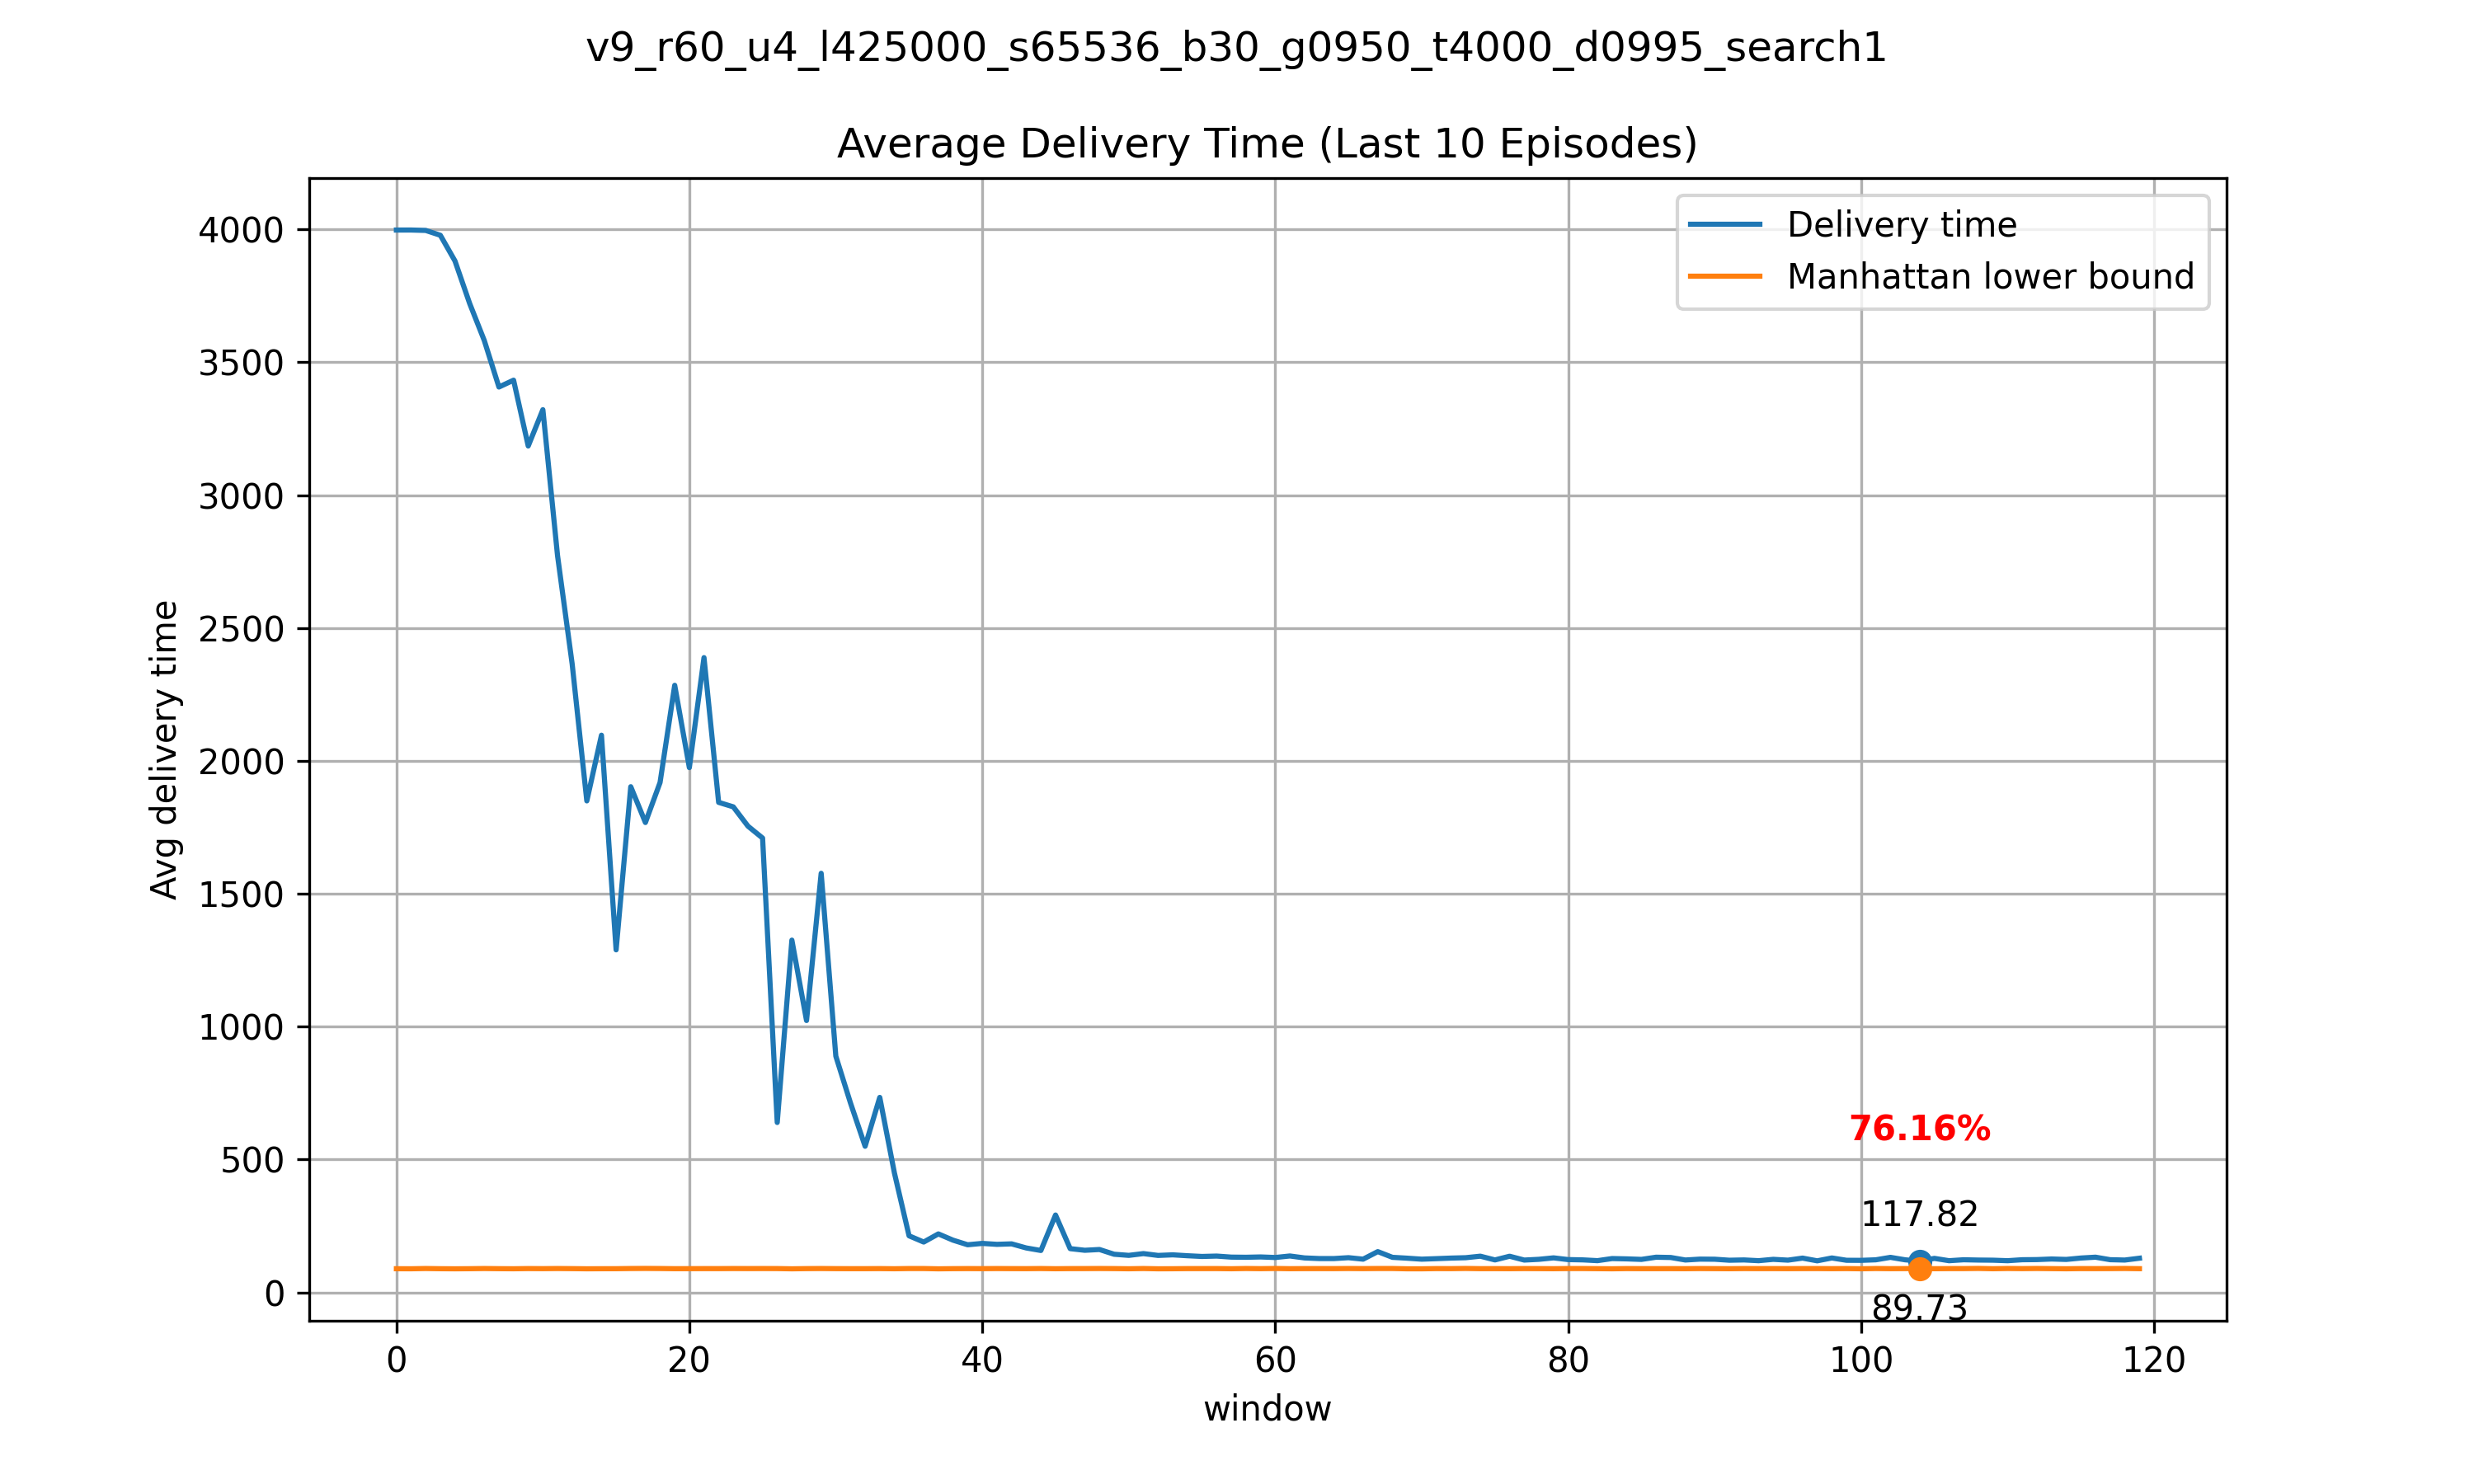 v9_r60_u4_l425000_s65536_b30_g0950_t4000_d0995_search1
Average Delivery Time (Last 10 Episodes)
Delivery time
Manhattan lower bound
4000
3500
3000
2500
2000
1500
1000
500
0
Avg delivery time
76.16%
117.82
89.73
0 20 40 60 80 100 120
window